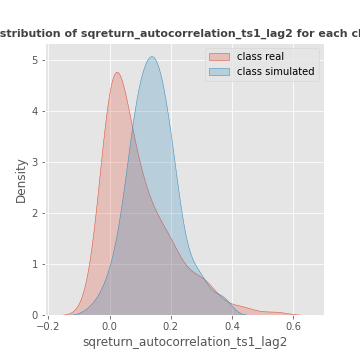 stribution of sqreturn_autocorrelation_ts1_lag2 for each cl
class real
class simulated
5
4
3
2
1
0
Density
−0.2 0.0 0.2 0.4 0.6
sqreturn_autocorrelation_ts1_lag2